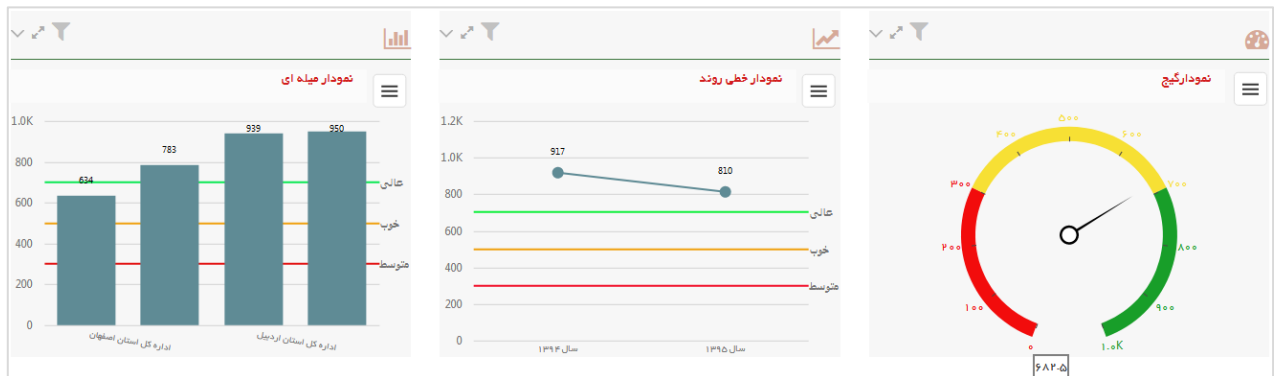 نمودار میله ای
1.0K
800
600
400
200
0
634
783
939
950
عالی
خوب
متوسط
اداره کل استان اصفهان
اداره کل استان اردبیل
نمودار خطی روند
1.2K
1.0K
800
600
400
200
0
917
810
عالی
خوب
متوسط
سال ۱۳۹۴
سال ۱۳۹۵
نمودارگیج
۰
۱۰۰
۲۰۰
۳۰۰
۴۰۰
۵۰۰
۶۰۰
۷۰۰
۸۰۰
۹۰۰
۱.۰K
۶۸۲.۵